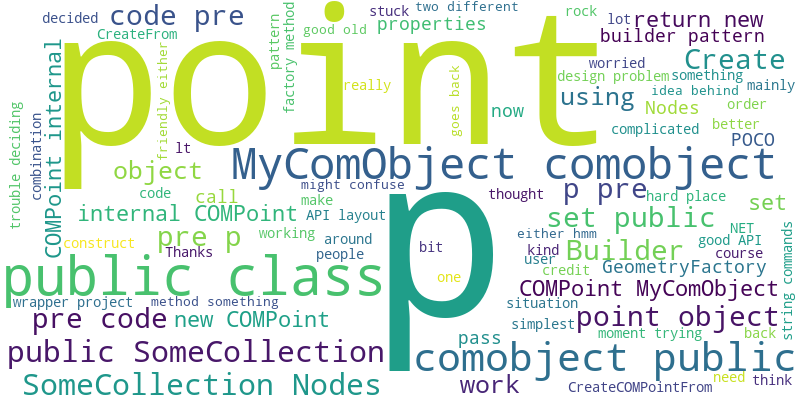 decided
code pre
stuck
two different
rock
CreateFrom
good old
properties
lot
return new
builder pattern
pattern
factory method
worried
Create
point
friendly either
really
goes back
design problem
something
using
idea behind
mainly
Nodes
order
COMPoint internal
now
complicated
better
combination
trouble deciding
lt
POCO
MyComObject comobject
object
might confuse
code
call
make
thought
p pre
hard place
set
internal COMPoint
API layout
set public
NET
working
around
either hmm
good API
pre p
p
construct
Thanks
people
bit
kind
Builder
course
user
credit
GeometryFactory
string commands
public class
one
COMPoint MyComObject
wrapper project
method something
situation
pre code
new COMPoint
simplest
point object
pass
moment trying
back
public SomeCollection
comobject public
SomeCollection Nodes
work
CreateCOMPointFrom
need
think